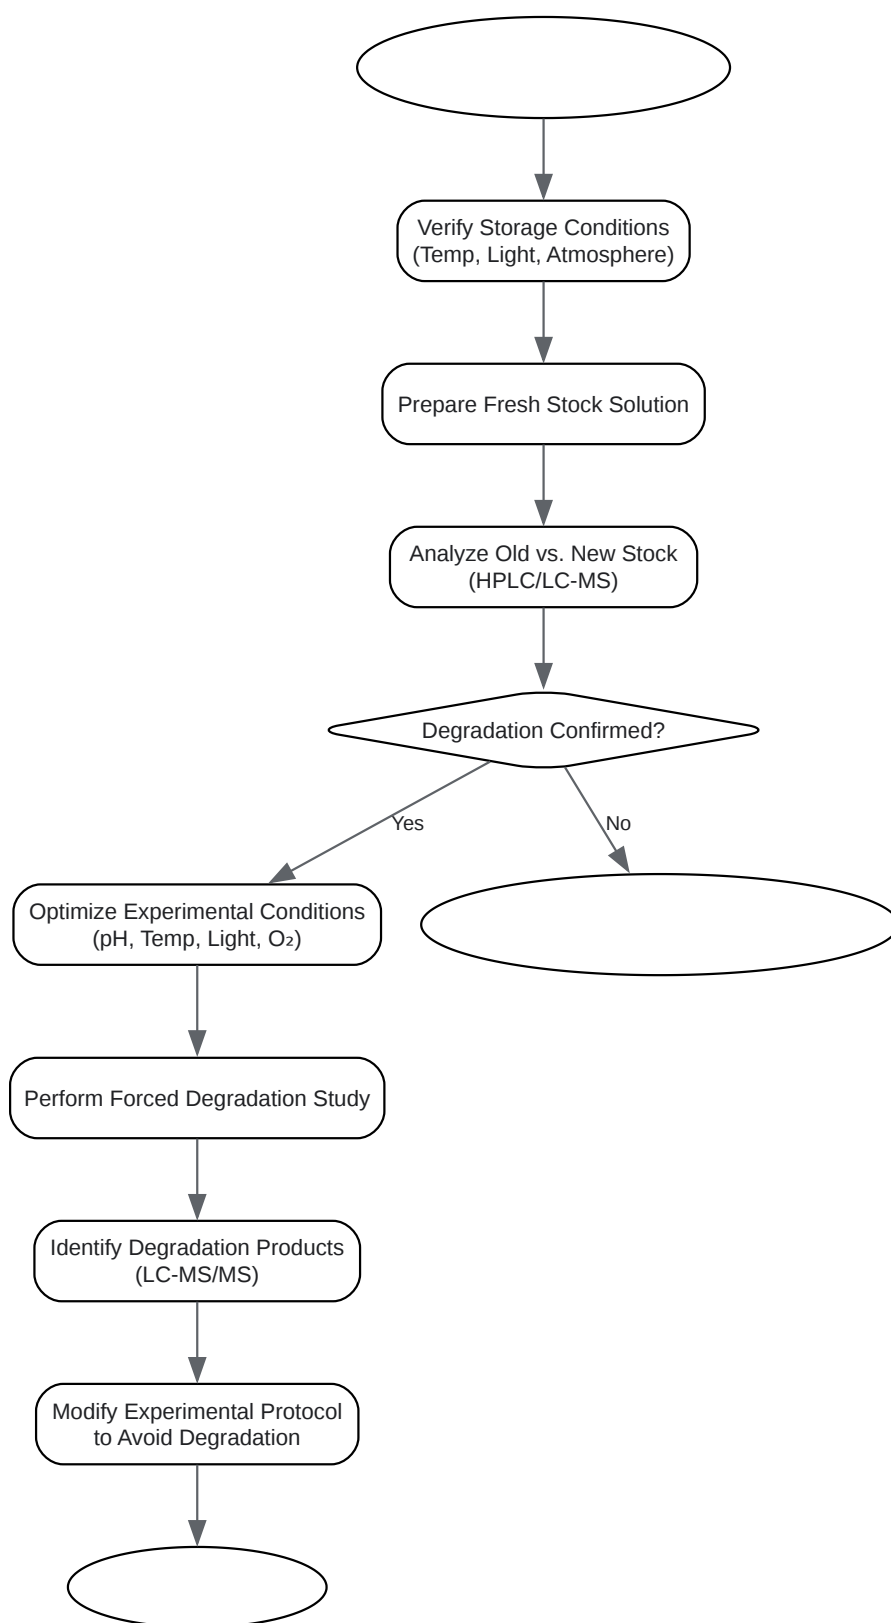 Verify Storage Conditions
(Temp, Light, Atmosphere)
Prepare Fresh Stock Solution
Analyze Old vs. New Stock
(HPLC/LC-MS)
Degradation Confirmed?
Yes
No
Optimize Experimental Conditions
(pH, Temp, Light, O₂)
Perform Forced Degradation Study
Identify Degradation Products
(LC-MS/MS)
Modify Experimental Protocol
to Avoid Degradation